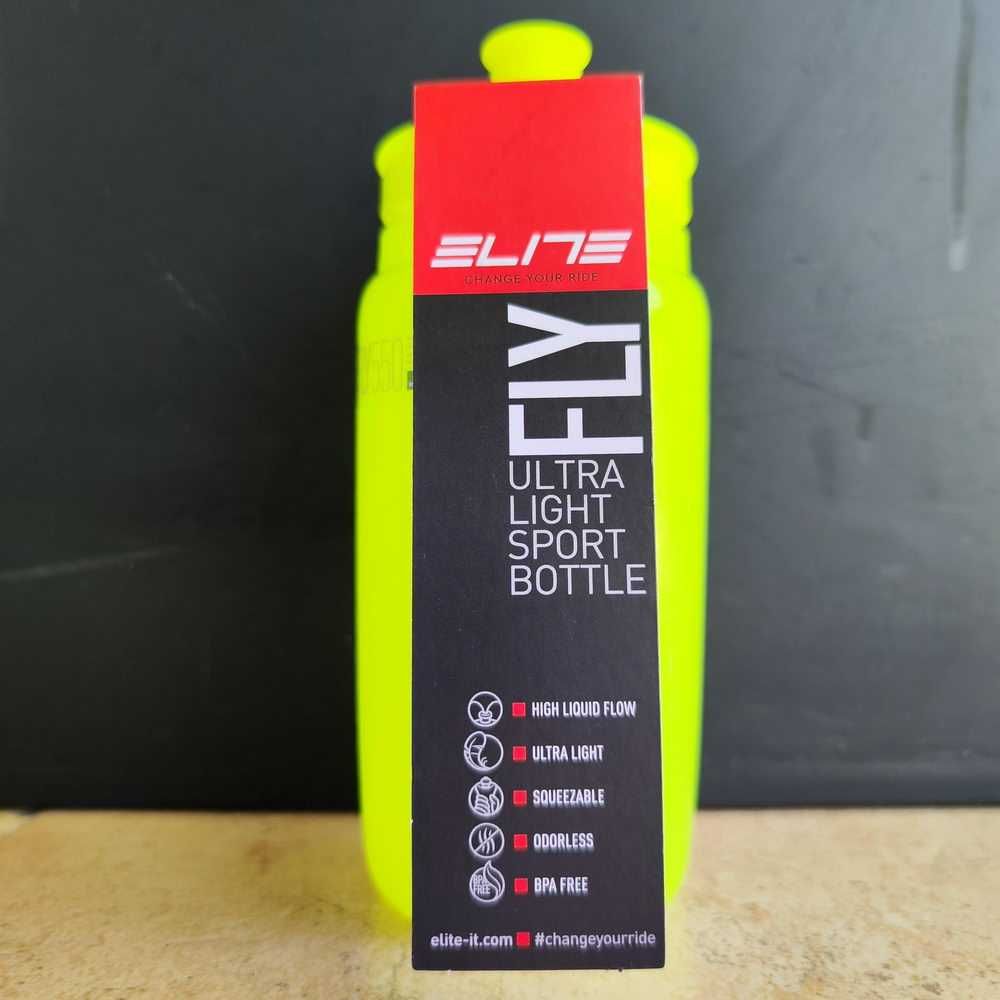 ELITE
CHANGE YOUR RIDE
FLY
ULTRA
LIGHT
SPORT
BOTTLE
HIGH LIQUID FLOW
ULTRA LIGHT
SQUEEZABLE
ODORLESS
BPA FREE
BPA
FREE
elite-it.com #changeyourride
550